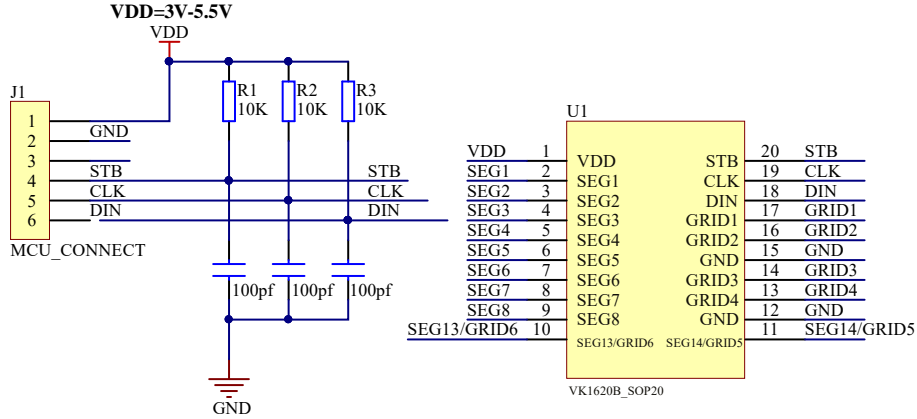 VDD=3V-5.5V
VDD
J1
1
2 GND
3
4 STB STB
5 CLK CLK
6 DIN DIN
MCU_CONNECT
R1 R2 R3
10K 10K 10K
100pf 100pf 100pf
GND
U1
VDD 1 VDD STB 20 STB
SEG1 2 SEG1 CLK 19 CLK
SEG2 3 SEG2 DIN 18 DIN
SEG3 4 SEG3 GRID1 17 GRID1
SEG4 5 SEG4 GRID2 16 GRID2
SEG5 6 SEG5 GND 15 GND
SEG6 7 SEG6 GRID3 14 GRID3
SEG7 8 SEG7 GRID4 13 GRID4
SEG8 9 SEG8 GND 12 GND
SEG13/GRID6 10 SEG13/GRID6 SEG14/GRID5 11 SEG14/GRID5
VK1620B_SOP20